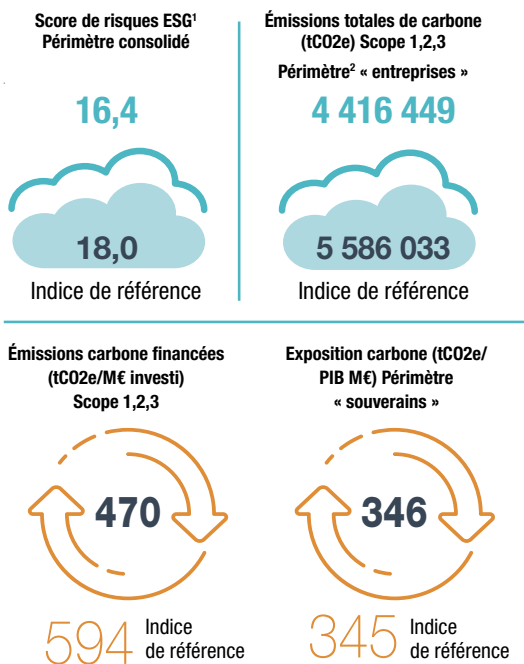 Score de risques ESG¹
Périmètre consolidé
16,4
18,0
Indice de référence
Émissions totales de carbone
(tCO2e) Scope 1,2,3
Périmètre² « entreprises »
4 416 449
5 586 033
Indice de référence
Émissions carbone financées
(tCO2e/M€ investi)
Scope 1,2,3
470
594
Indice
de référence
Exposition carbone (tCO2e/
PIB M€) Périmètre
« souverains »
346
345
Indice
de référence